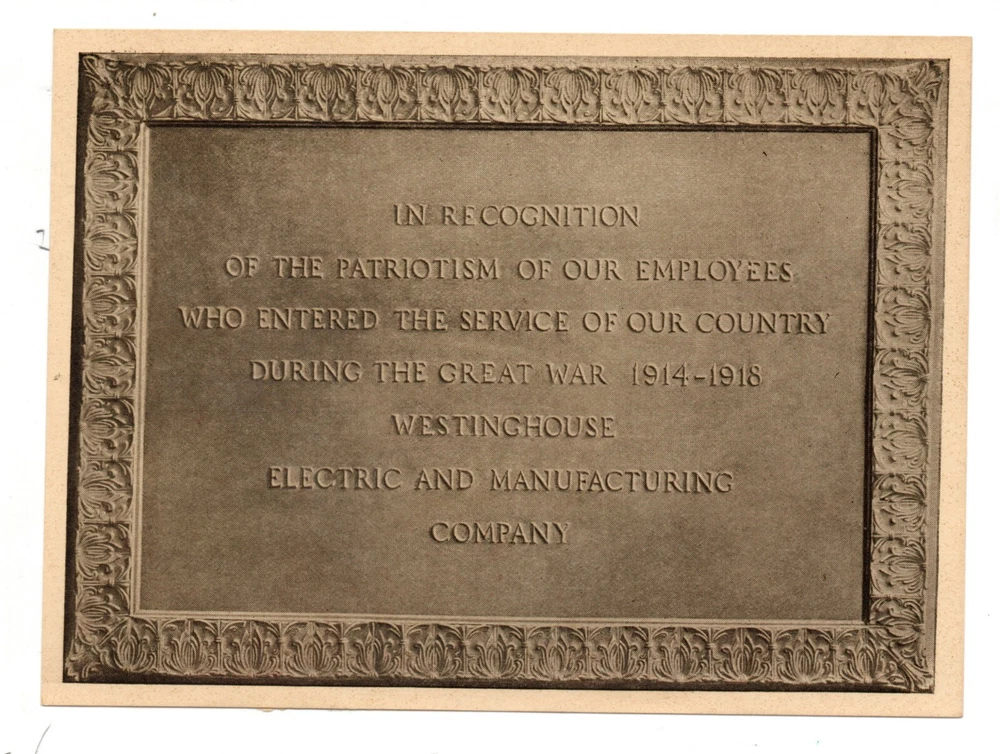 IN RECOGNITION
OF THE PATRIOTISM OF OUR EMPLOYEES
WHO ENTERED THE SERVICE OF OUR COUNTRY
DURING THE GREAT WAR 1914-1918
WESTINGHOUSE
ELECTRIC AND MANUFACTURING
COMPANY